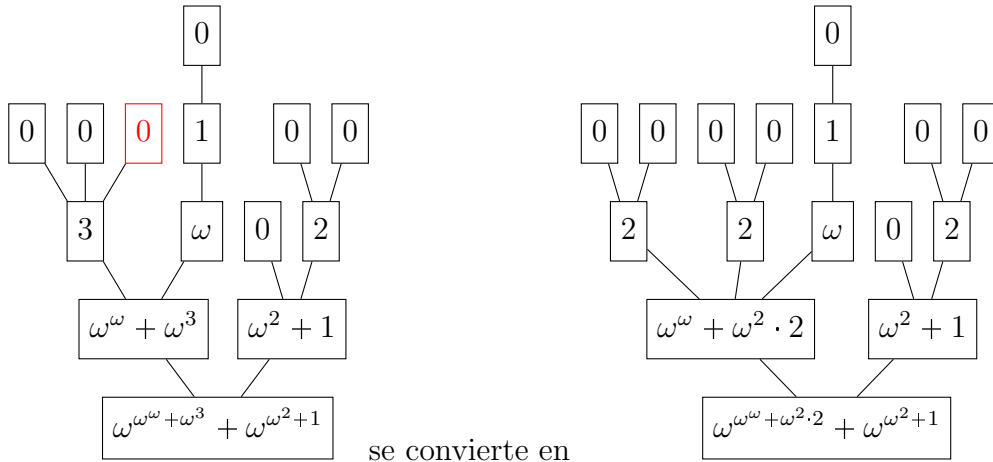 0 0
0 0 0 1 0 0 0 0 0 0 1 0 0
3 ω 0 2 2 2 ω 0 2
ω^ω + ω^3 ω^2 + 1 ω^ω + ω^2 · 2 ω^2 + 1
ω^{ω^ω+ω^3} + ω^{ω^2+1} se convierte en ω^{ω^ω+ω^2·2} + ω^{ω^2+1}